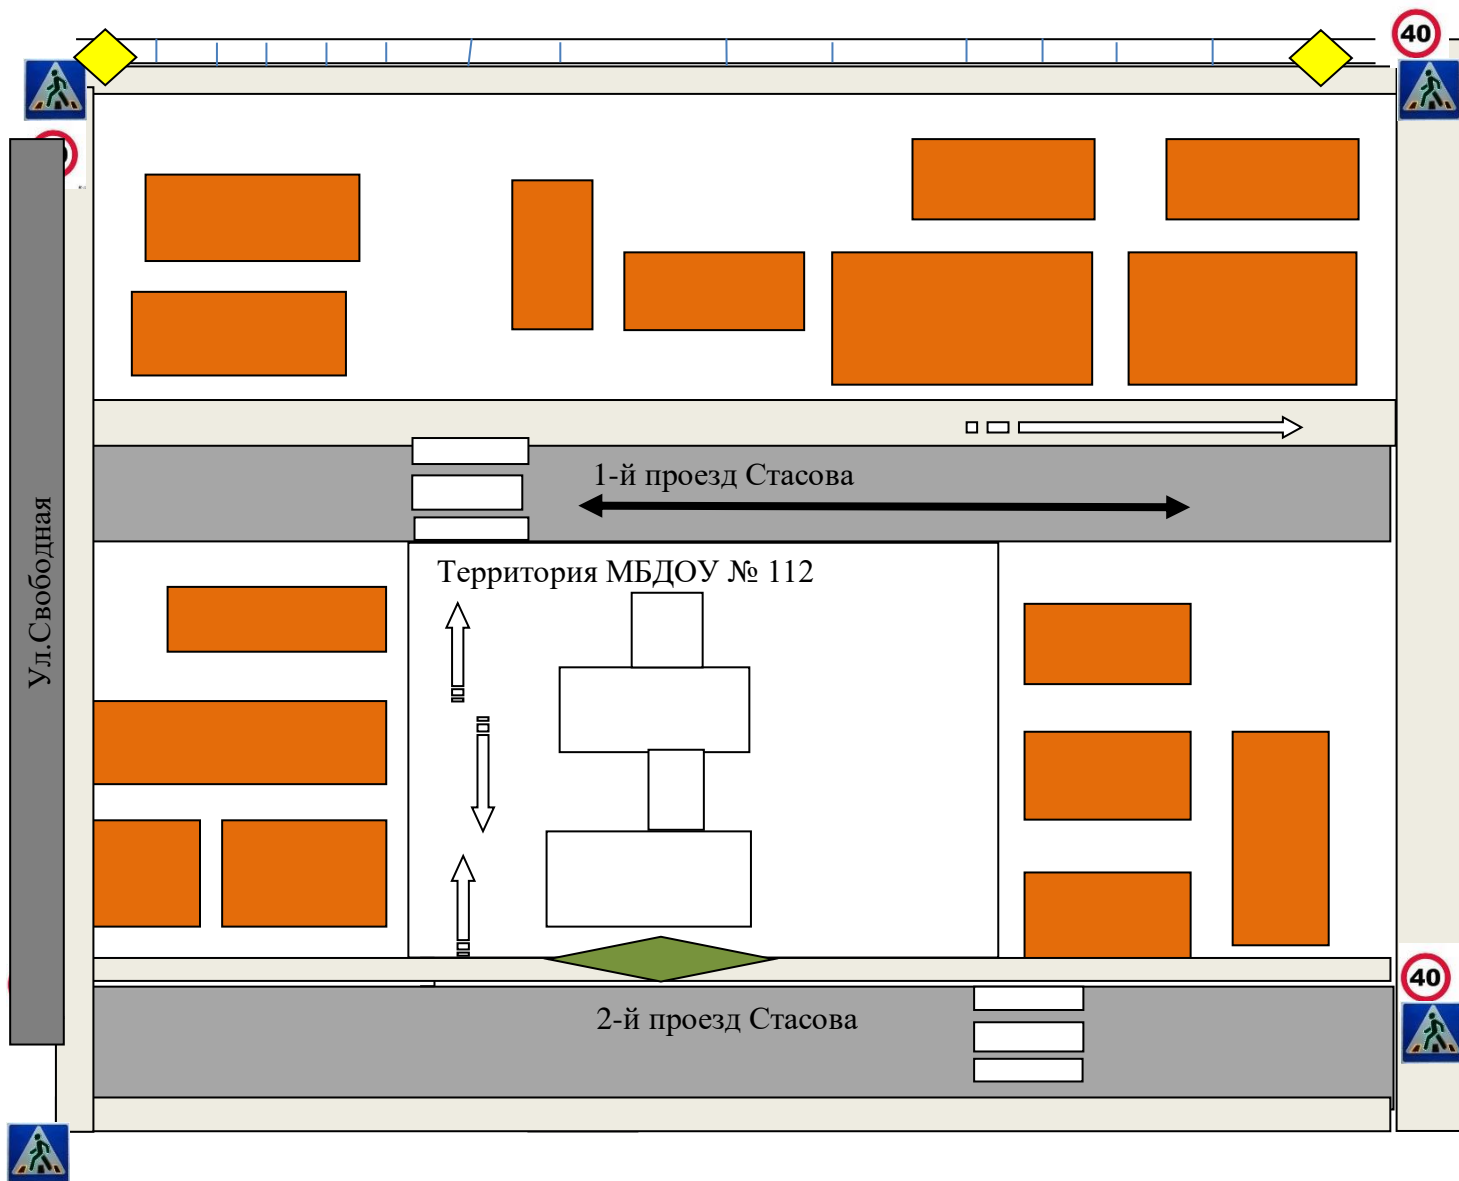 40
1-й проезд Стасова
Территория МБДОУ № 112
Ул.Свободная
40
2-й проезд Стасова